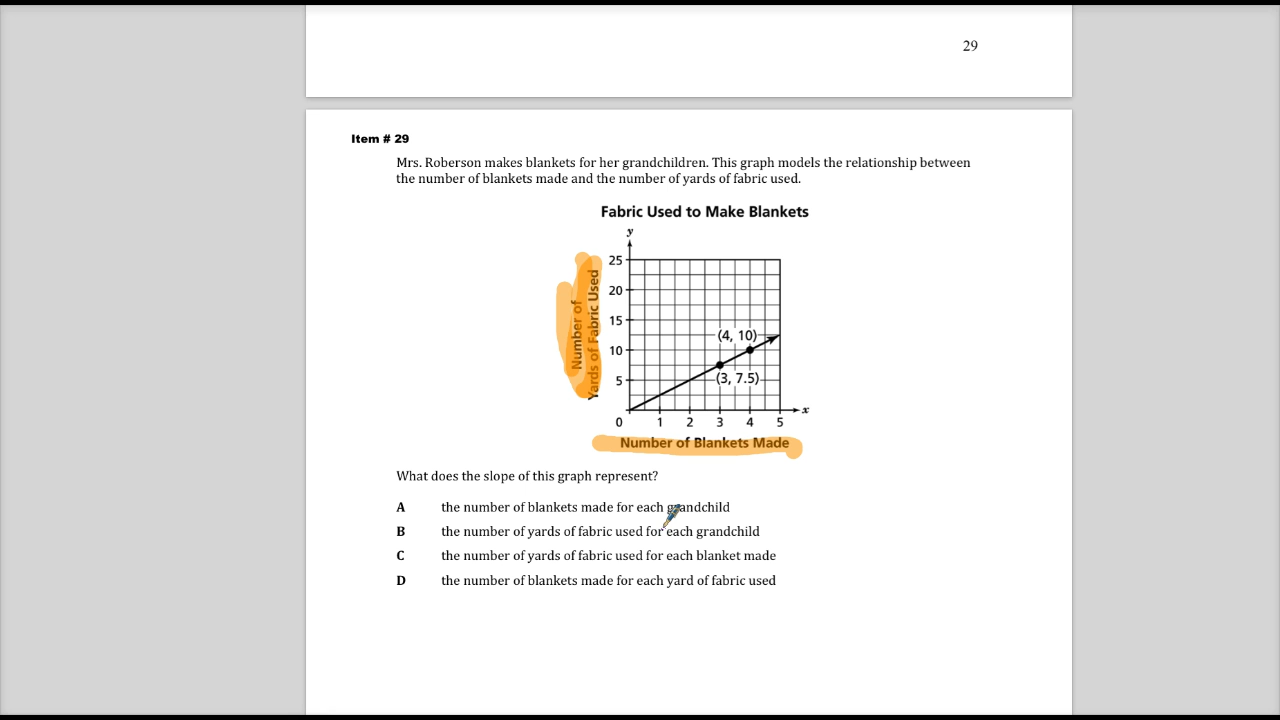 29
Item # 29
Mrs. Roberson makes blankets for her grandchildren. This graph models the relationship between
the number of blankets made and the number of yards of fabric used.
Fabric Used to Make Blankets
y
25
20
15
10
5
Number of
Yards of Fabric Used
(4, 10)
(3, 7.5)
0 1 2 3 4 5 x
Number of Blankets Made
What does the slope of this graph represent?
A the number of blankets made for each grandchild
B the number of yards of fabric used for each grandchild
C the number of yards of fabric used for each blanket made
D the number of blankets made for each yard of fabric used